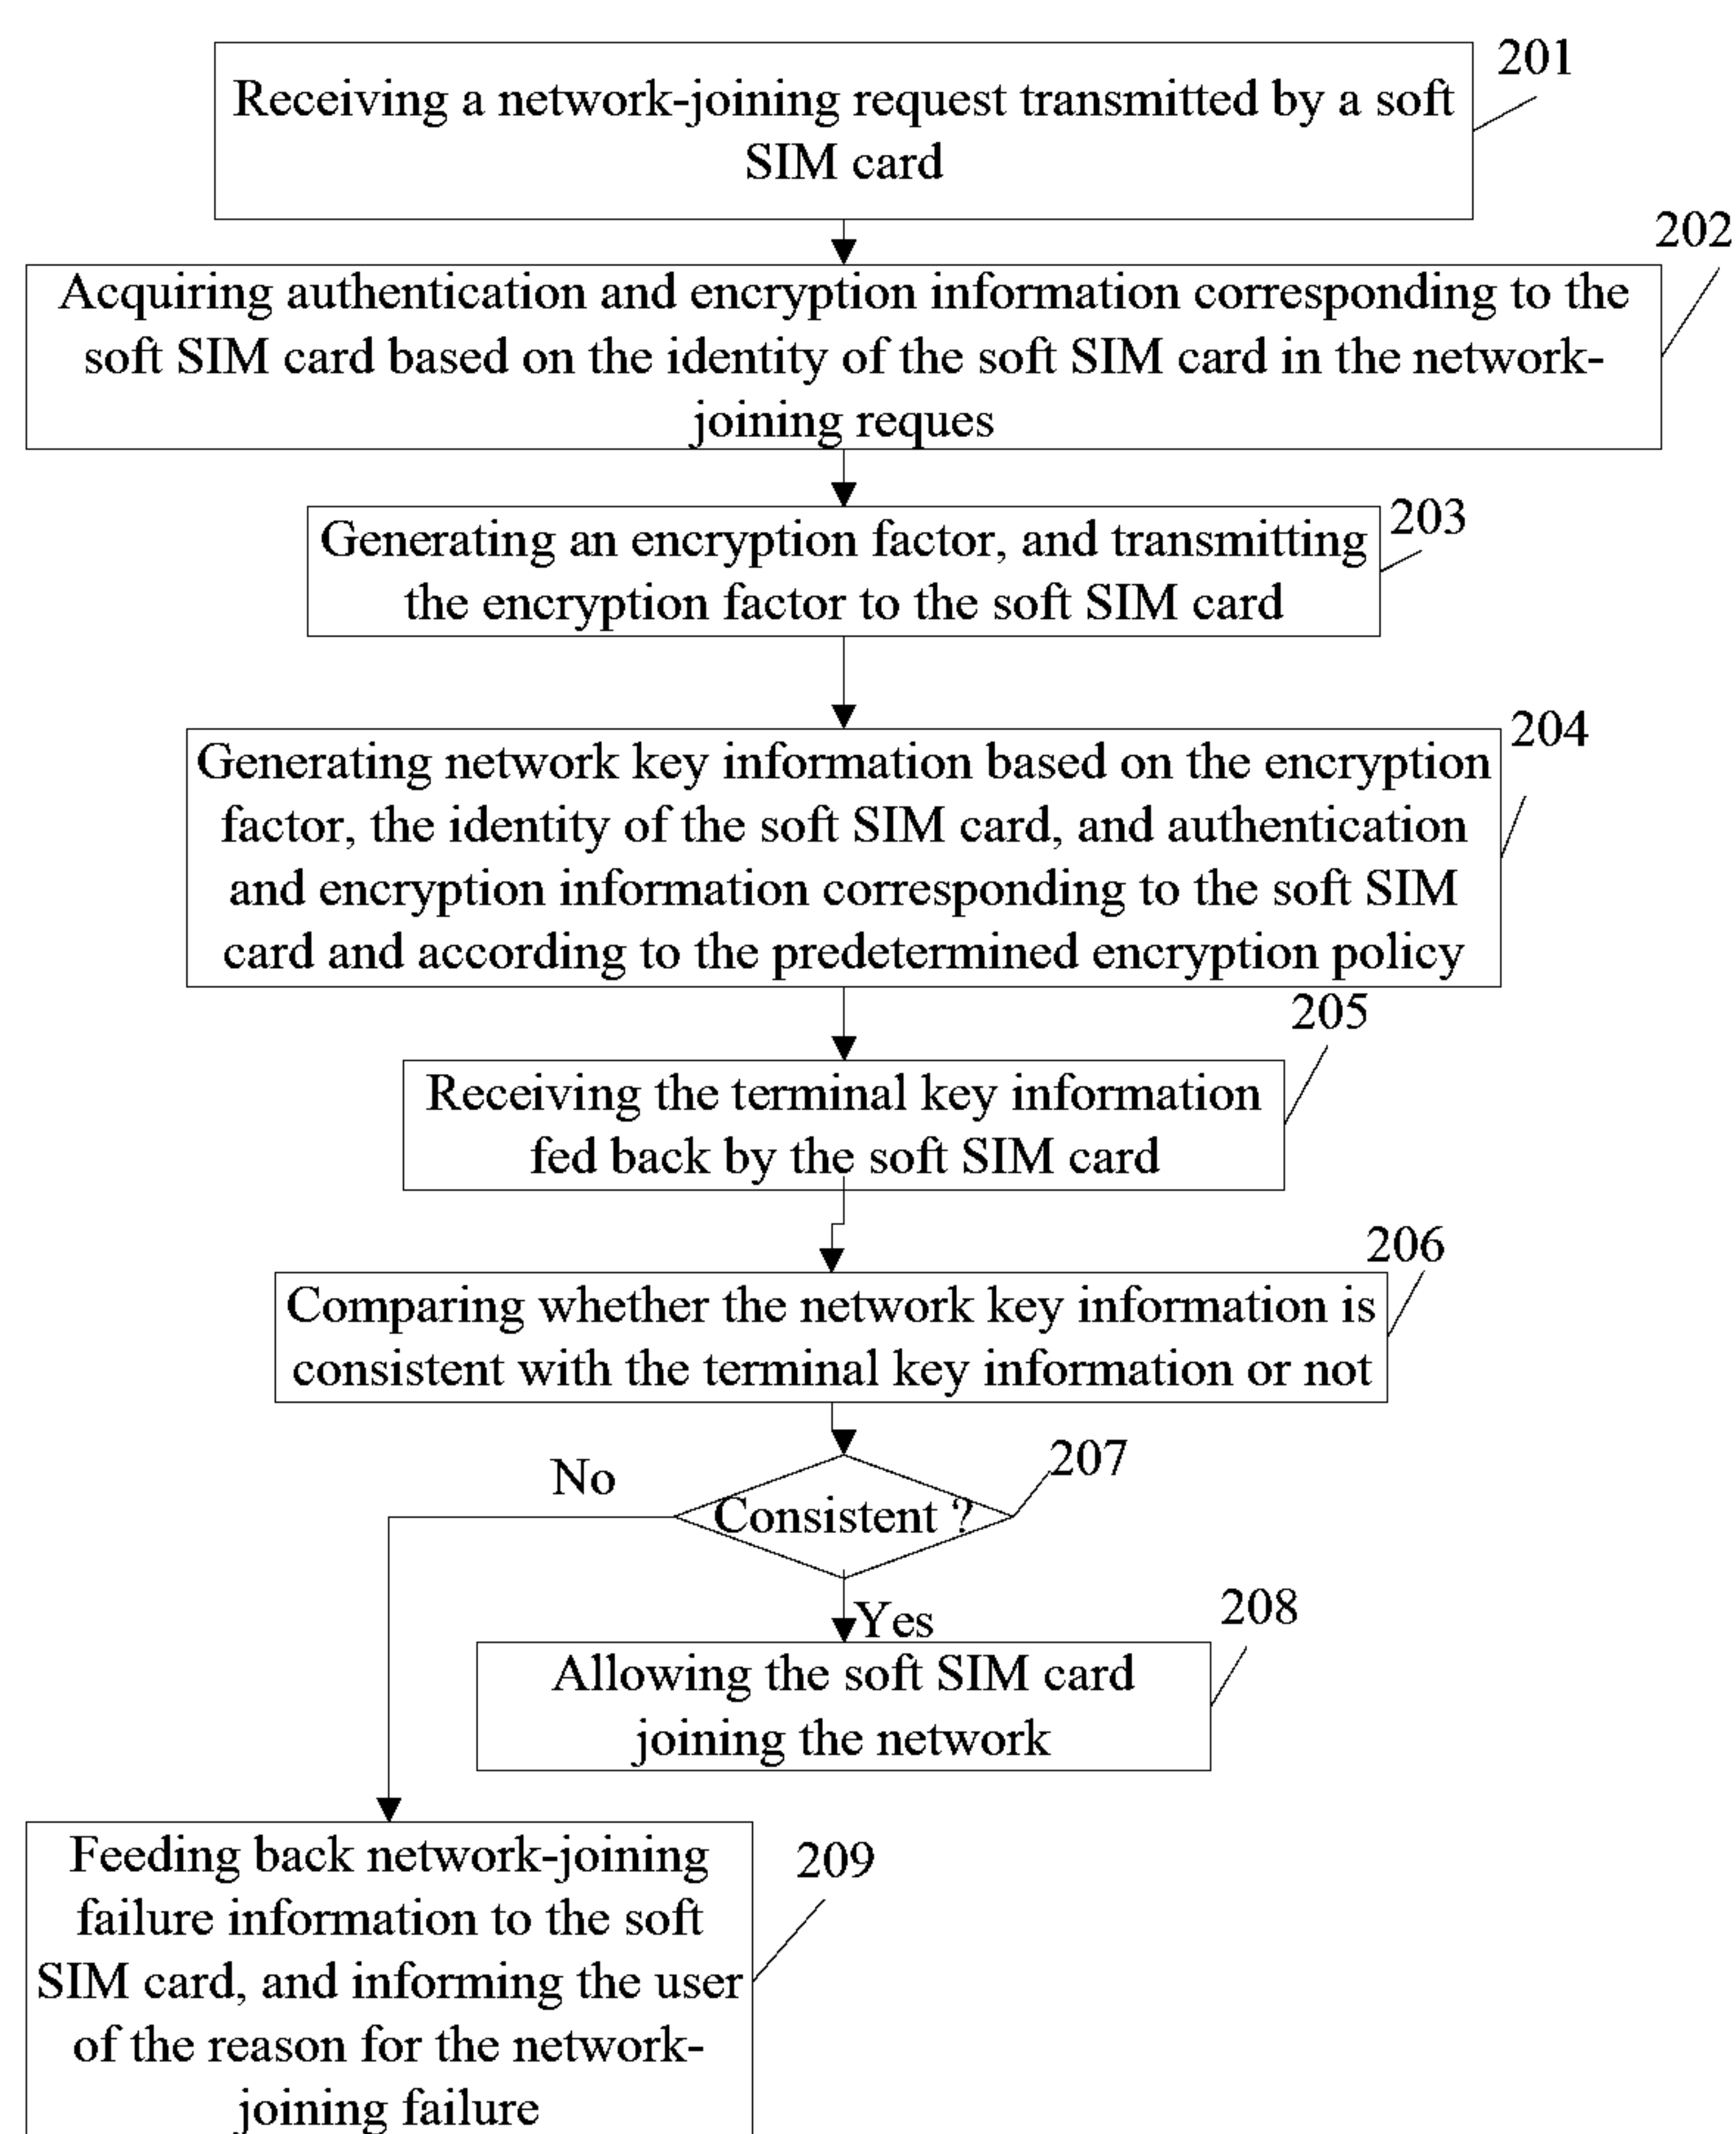 201
Receiving a network-joining request transmitted by a soft
SIM card
202
Acquiring authentication and encryption information corresponding to the
soft SIM card based on the identity of the soft SIM card in the network-
joining reques
203
Generating an encryption factor, and transmitting
the encryption factor to the soft SIM card
204
Generating network key information based on the encryption
factor, the identity of the soft SIM card, and authentication
and encryption information corresponding to the soft SIM
card and according to the predetermined encryption policy
205
Receiving the terminal key information
fed back by the soft SIM card
206
Comparing whether the network key information is
consistent with the terminal key information or not
207
No
Consistent ?
Yes
208
Allowing the soft SIM card
joining the network
209
Feeding back network-joining
failure information to the soft
SIM card, and informing the user
of the reason for the network-
joining failure